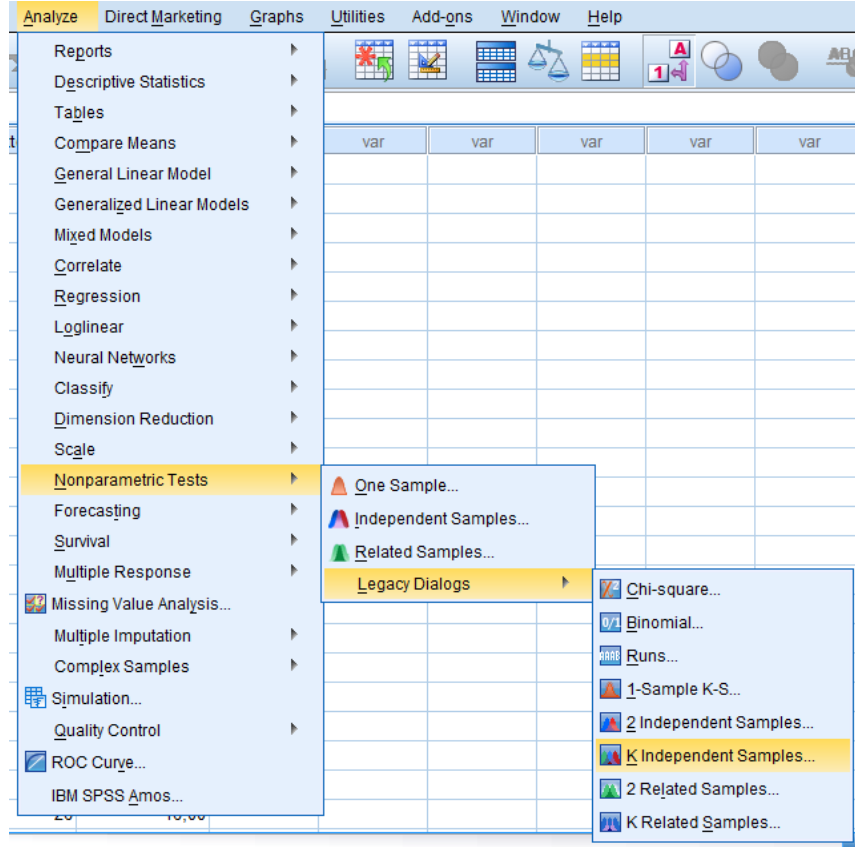 Analyze Direct Marketing Graphs Utilities Add-ons Window Help
A
1
var var var var var
Reports
Descriptive Statistics
Tables
Compare Means
General Linear Model
Generalized Linear Models
Mixed Models
Correlate
Regression
Loglinear
Neural Networks
Classify
Dimension Reduction
Scale
Nonparametric Tests
Forecasting
Survival
Multiple Response
Missing Value Analysis...
Multiple Imputation
Complex Samples
Simulation...
Quality Control
ROC Curve...
IBM SPSS Amos...
One Sample...
Independent Samples...
Related Samples...
Legacy Dialogs
Chi-square...
0/1 Binomial...
AAAB Runs...
1-Sample K-S...
2 Independent Samples...
K Independent Samples...
2 Related Samples...
K Related Samples...